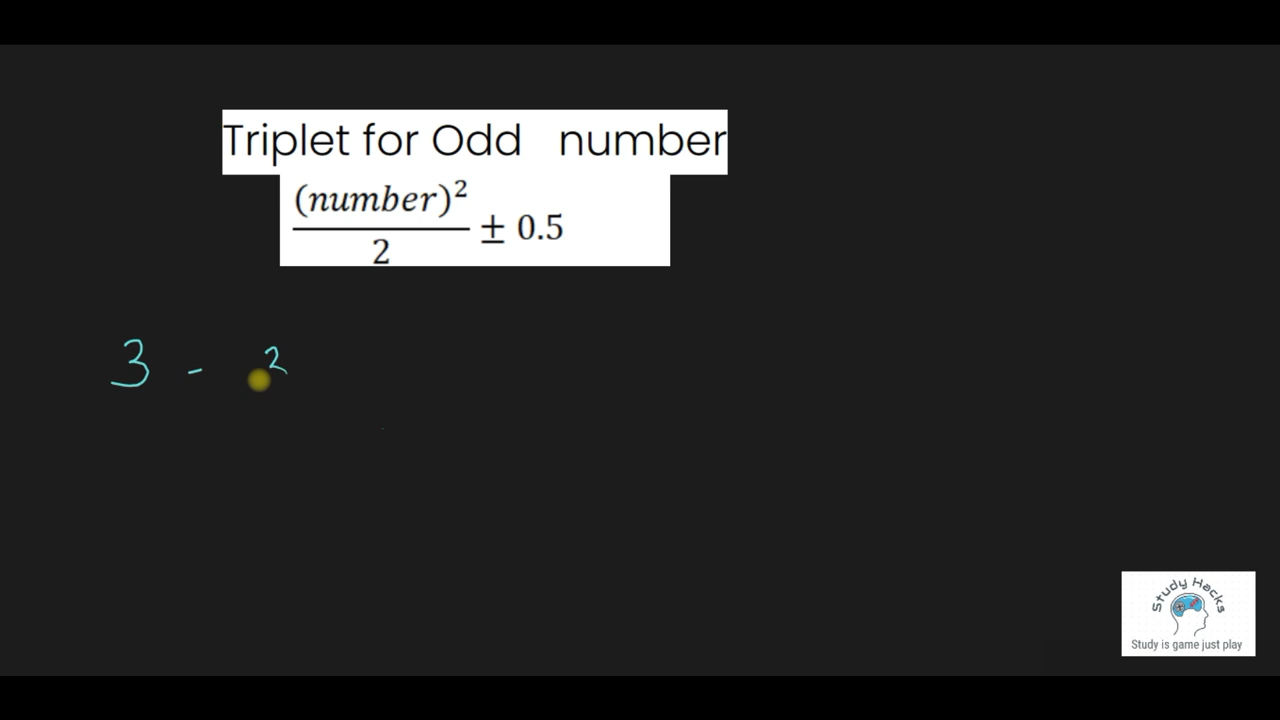 Triplet for Odd number
(number)²
2
± 0.5
3 - 2
Study Hacks
Study is game just play